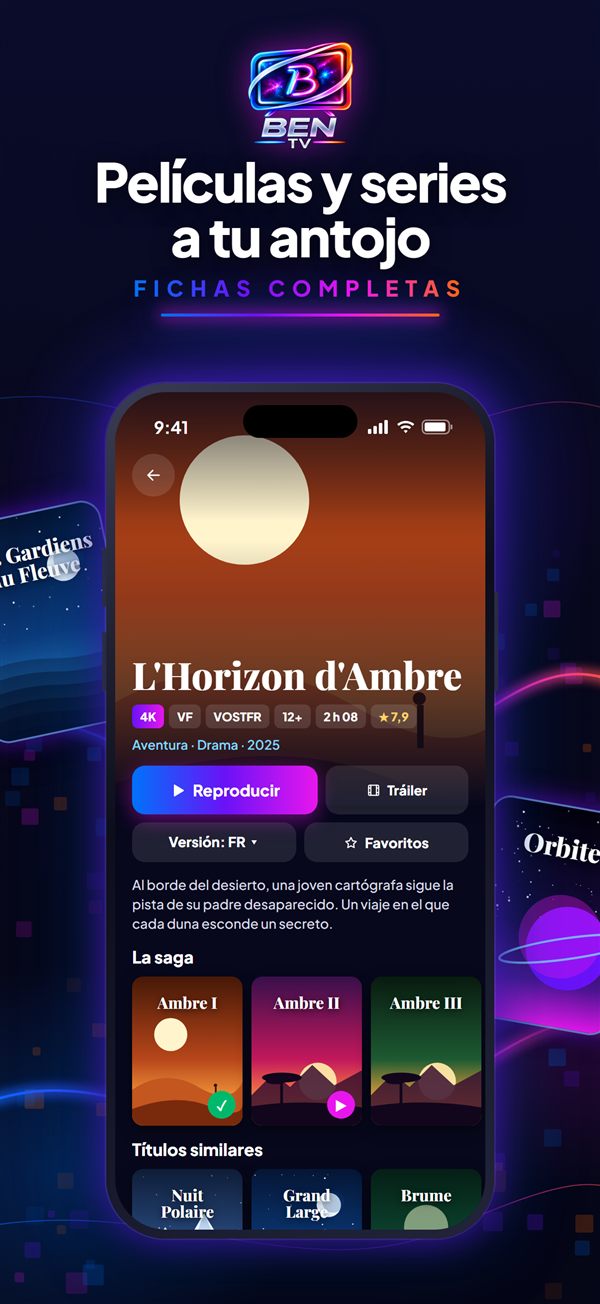 B
BEN
TV
Películas y series
a tu antojo
FICHAS COMPLETAS
9:41
Gardiens
du Fleuve
L'Horizon d'Ambre
4K VF VOSTFR 12+ 2 h 08 ★ 7,9
Aventura · Drama · 2025
Reproducir
Tráiler
Versión: FR
Favoritos
Orbite
Al borde del desierto, una joven cartógrafa sigue la
pista de su padre desaparecido. Un viaje en el que
cada duna esconde un secreto.
La saga
Ambre I
Ambre II
Ambre III
Títulos similares
Nuit
Polaire
Grand
Large
Brume